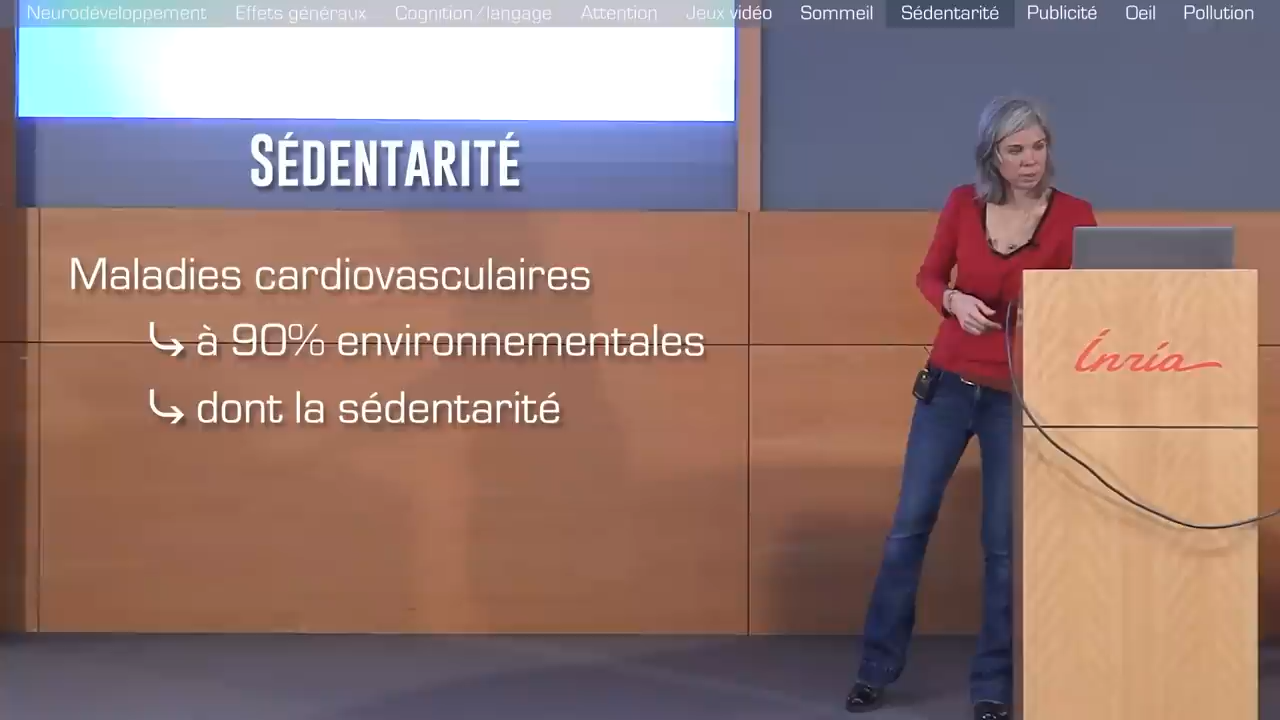 Neurodéveloppement Effets généraux Cognition / langage Attention Jeux vidéo Sommeil Sédentarité Publicité Oeil Pollution
SÉDENTARITÉ
Maladies cardiovasculaires
↳ à 90% environnementales
↳ dont la sédentarité
Inría